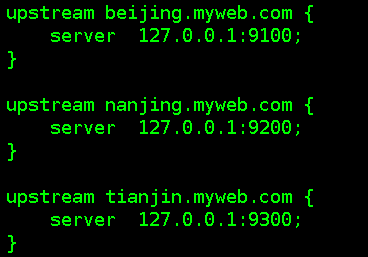 upstream beijing.myweb.com {
    server  127.0.0.1:9100;
}
upstream nanjing.myweb.com {
    server  127.0.0.1:9200;
}
upstream tianjin.myweb.com {
    server  127.0.0.1:9300;
}